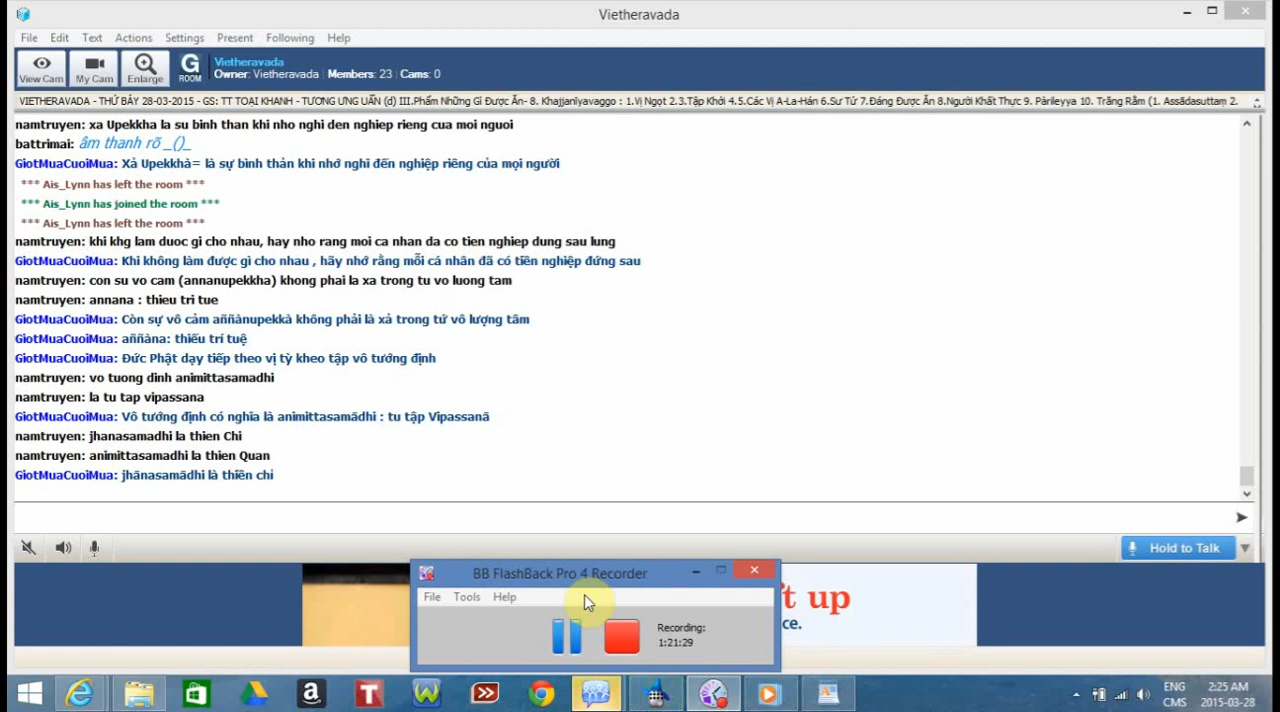 Vietheravada
File Edit Text Actions Settings Present Following Help
View Cam My Cam Enlarge G ROOM
Vietheravada
Owner: Vietheravada Members: 23 Cams: 0
VIETHERAVADA - THỨ BẢY 28-03-2015 - GS: TT TOẠI KHANH - TƯƠNG ƯNG UẨN (d) III.Phẩm Những Gì Được Ăn- 8. Khajjanìyavaggo : 1.Vị Ngọt 2.3.Tập Khởi 4.5.Các Vị A-La-Hán 6.Sư Tử 7.Đáng Được Ăn 8.Người Khất Thực 9. Pàrileyya 10. Trăng Rằm (1. Assādasuttaṃ 2.
namtruyen: xa Upekkha la su binh than khi nho nghi den nghiep rieng cua moi nguoi
battrimai: âm thanh rõ _()_
GiotMuaCuoiMua: Xả Upekkhà= là sự bình thản khi nhớ nghĩ đến nghiệp riêng của mọi người
*** Ais_Lynn has left the room ***
*** Ais_Lynn has joined the room ***
*** Ais_Lynn has left the room ***
namtruyen: khi khg lam duoc gi cho nhau, hay nho rang moi ca nhan da co tien nghiep dung sau lung
GiotMuaCuoiMua: Khi không làm được gì cho nhau , hãy nhớ rằng mỗi cá nhân đã có tiền nghiệp đứng sau
namtruyen: con su vo cam (annanupekkha) khong phai la xa trong tu vo luong tam
namtruyen: annana : thieu tri tue
GiotMuaCuoiMua: Còn sự vô cảm aññànupekkà không phải là xả trong tứ vô lượng tâm
GiotMuaCuoiMua: aññàna: thiếu trí tuệ
GiotMuaCuoiMua: Đức Phật dạy tiếp theo vị tỳ kheo tập vô tướng định
namtruyen: vo tuong dinh animittasamadhi
namtruyen: la tu tap vipassana
GiotMuaCuoiMua: Vô tướng định có nghĩa là animittasamādhi : tu tập Vipassanā
namtruyen: jhanasamadhi la thien Chi
namtruyen: animittasamadhi la thien Quan
GiotMuaCuoiMua: jhānasamādhi là thiền chi
Hold to Talk
BB FlashBack Pro 4 Recorder
't up
File Tools Help
ce.
Recording:
1:21:29
ENG 2:25 AM
CMS 2015-03-28